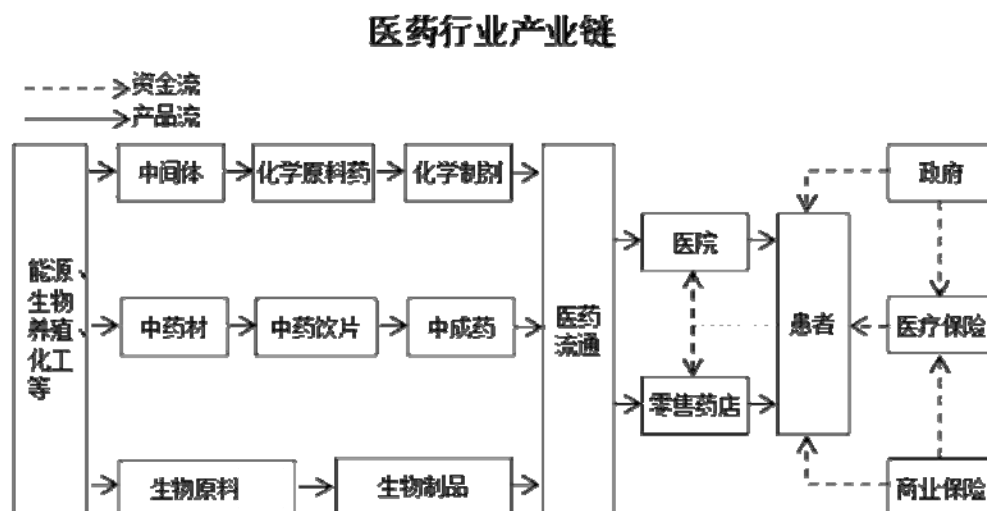 医药行业产业链
资金流
产品流
中间体
化学原料药
化学制剂
政府
医院
能源
生物
养殖
化工
等
中药材
中药饮片
中成药
医药
流通
患者
医疗保险
零售药店
生物原料
生物制品
商业保险